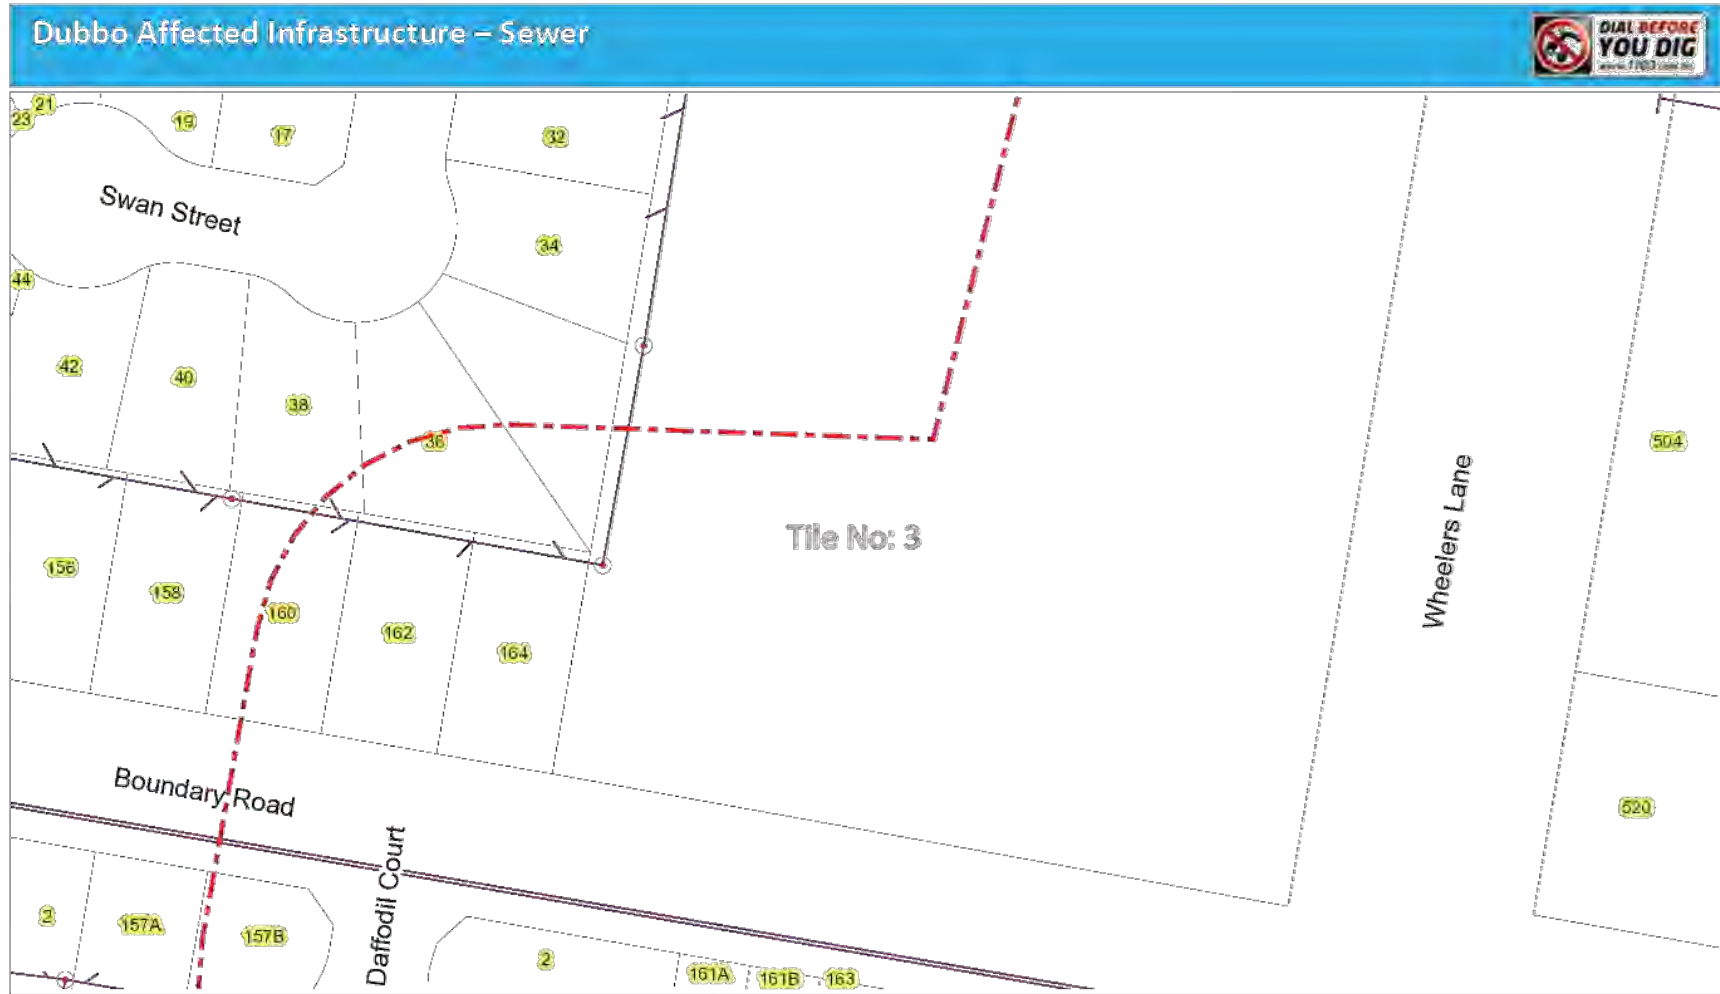 Dubbo Affected Infrastructure – Sewer
DIAL BEFORE
YOU DIG
21
23
19
17
32
Swan Street
34
44
42
40
38
36
504
Wheelers Lane
Tile No: 3
156
158
160
162
164
Boundary Road
520
Daffodil Court
2
157A
157B
2
161A
161B
163